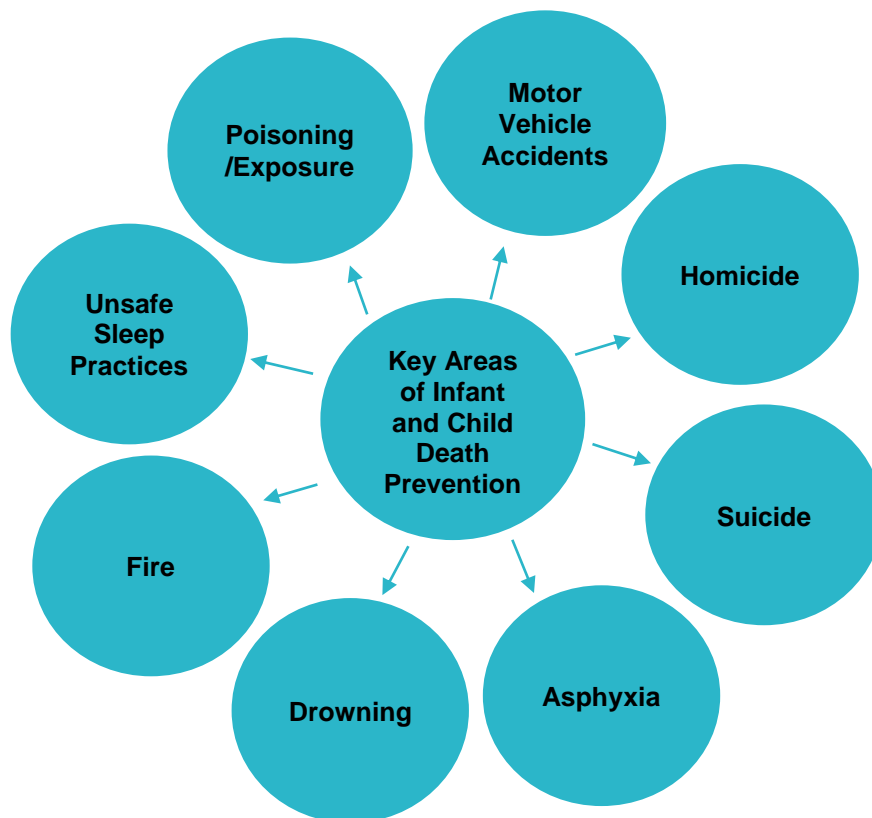 Motor
Vehicle
Accidents
Poisoning
/Exposure
Homicide
Unsafe
Sleep
Practices
Key Areas
of Infant
and Child
Death
Prevention
Suicide
Fire
Asphyxia
Drowning